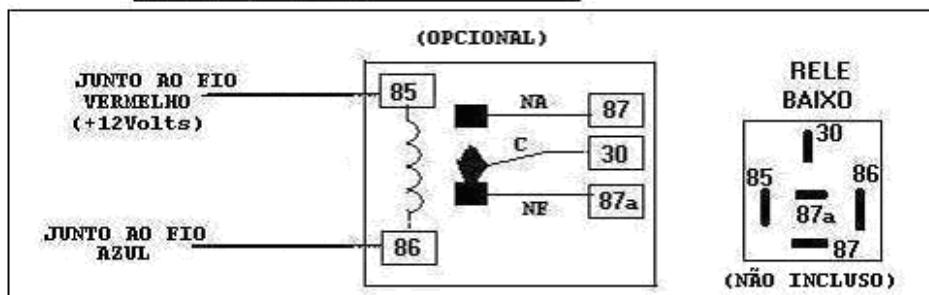 (OPCIONAL)
JUNTO AO FIO
VERMELHO
(+12Volts)
85
NA
87
C
30
NF
87a
JUNTO AO FIO
AZUL
86
RELE
BAIXO
30
85
86
87a
87
(NÃO INCLUSO)